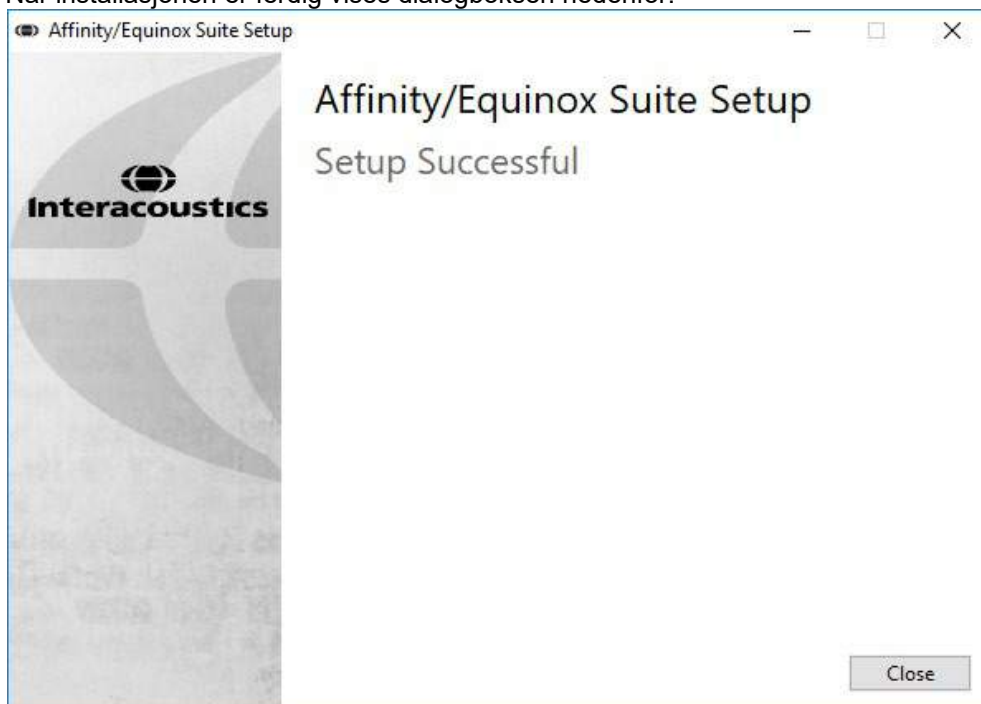 Når installasjonen er ferdig vises dialogboksen nedenfor.
Affinity/Equinox Suite Setup
Affinity/Equinox Suite Setup
Setup Successful
Interacoustics
Close